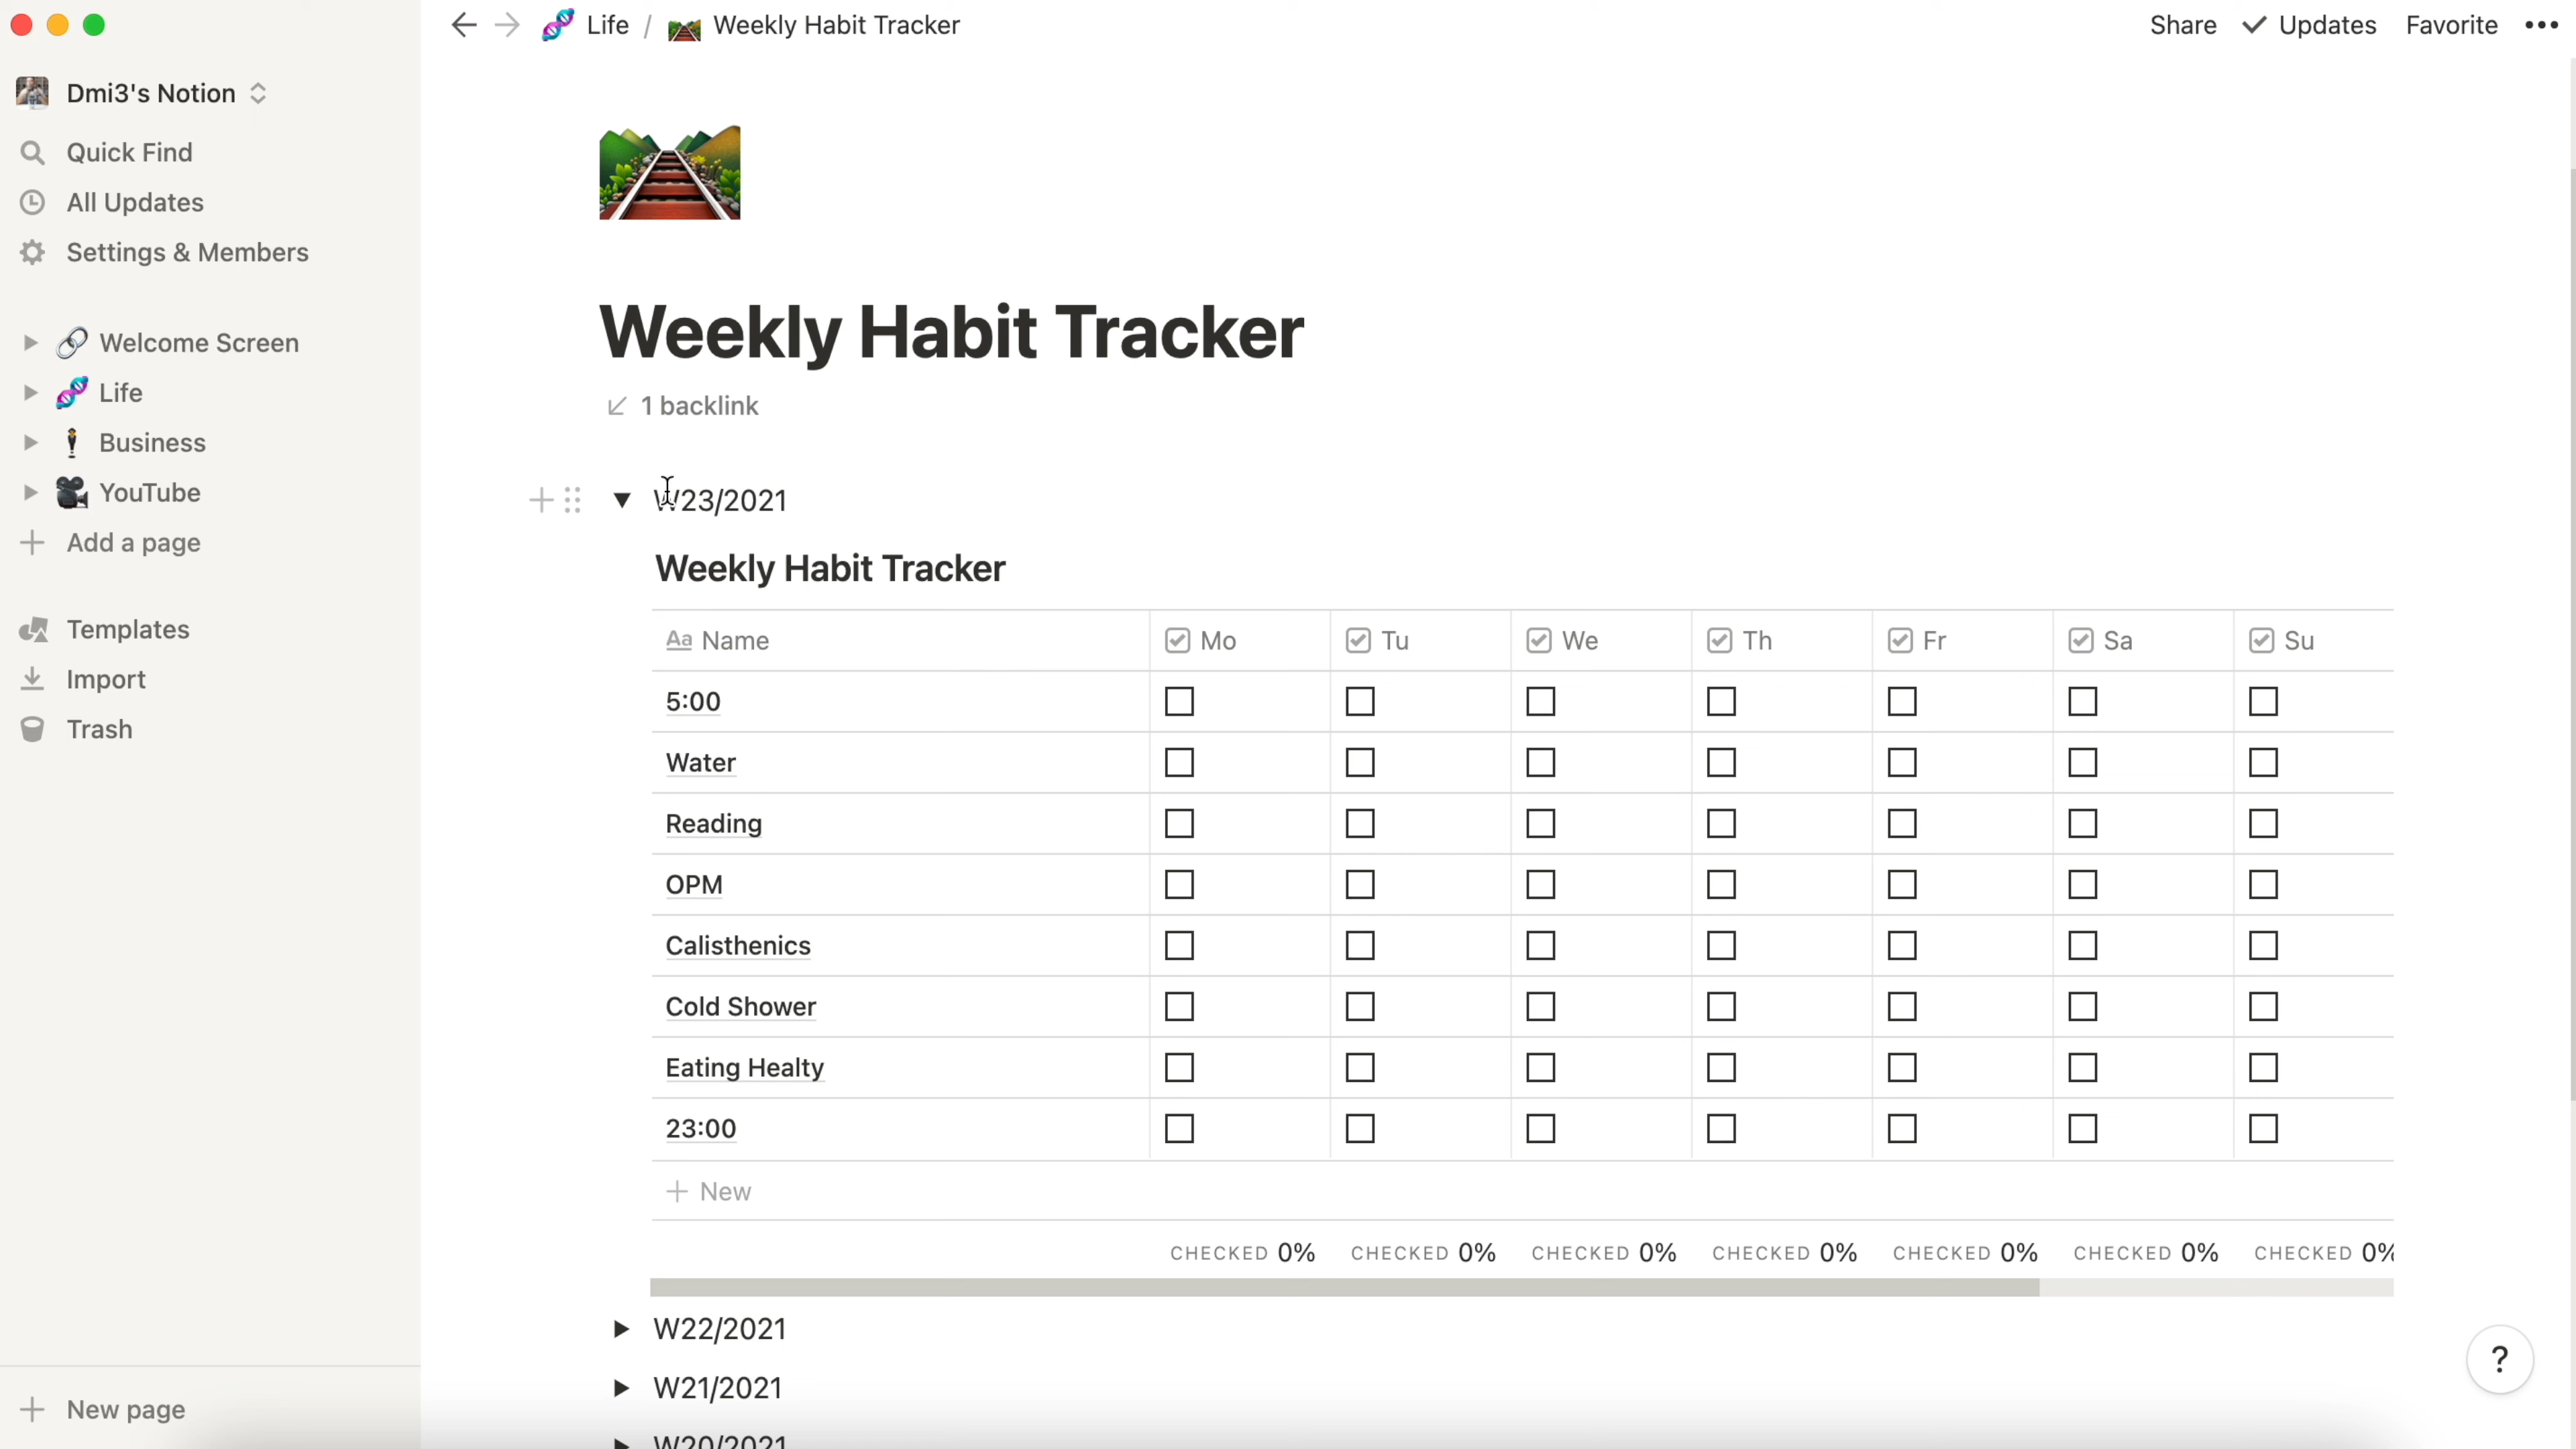 Life / Weekly Habit Tracker
Share Updates Favorite
Dmi3's Notion
Quick Find
All Updates
Settings & Members
Welcome Screen
Life
Business
YouTube
Add a page
Templates
Import
Trash
New page
Weekly Habit Tracker
1 backlink
W23/2021
Weekly Habit Tracker
Aa Name Mo Tu We Th Fr Sa Su
5:00
Water
Reading
OPM
Calisthenics
Cold Shower
Eating Healty
23:00
+ New
CHECKED 0% CHECKED 0% CHECKED 0% CHECKED 0% CHECKED 0% CHECKED 0% CHECKED 0%
W22/2021
W21/2021
W20/2021
?